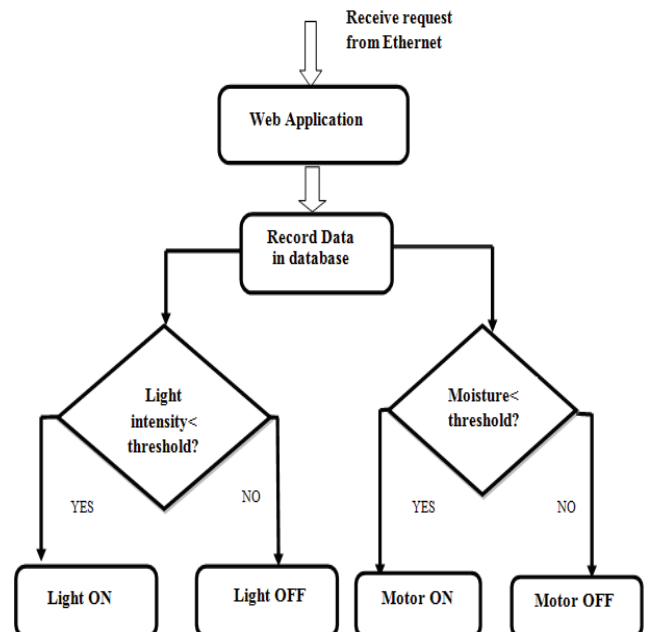 Receive request
from Ethernet
Web Application
Record Data
in database
Light
intensity<
threshold?
Moisture<
threshold?
YES
NO
YES
NO
Light ON
Light OFF
Motor ON
Motor OFF